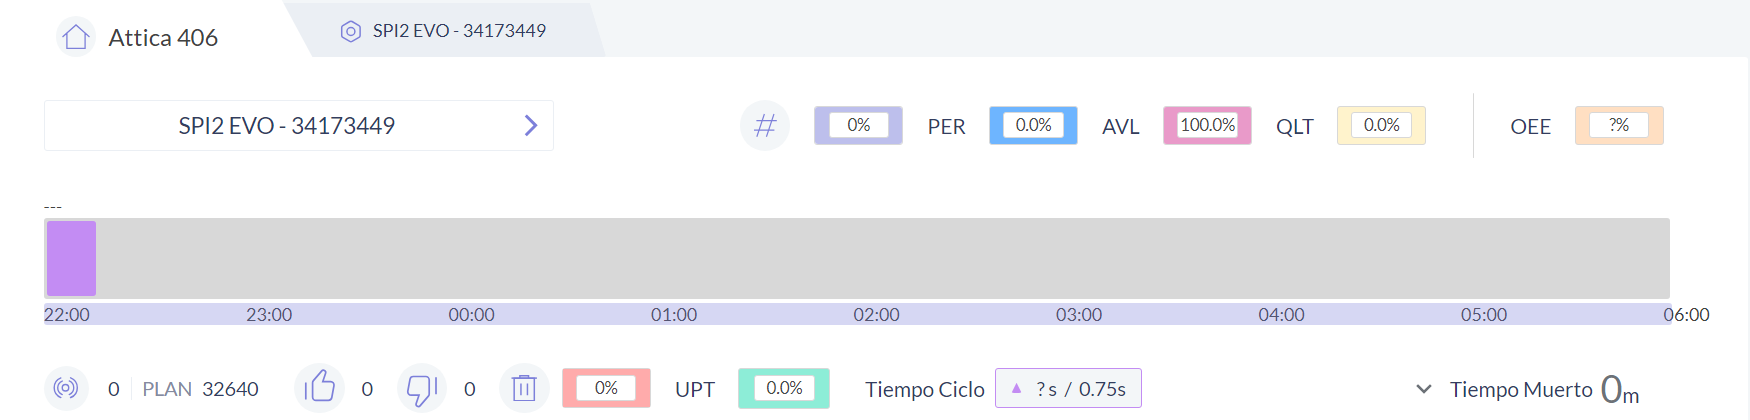 Attica 406
SPI2 EVO - 34173449
SPI2 EVO - 34173449
# 0% PER 0.0% AVL 100.0% QLT 0.0% OEE ?%
---
22:00 23:00 00:00 01:00 02:00 03:00 04:00 05:00 06:00
0 PLAN 32640 0 0 0% UPT 0.0% Tiempo Ciclo ? s / 0.75s Tiempo Muerto 0m